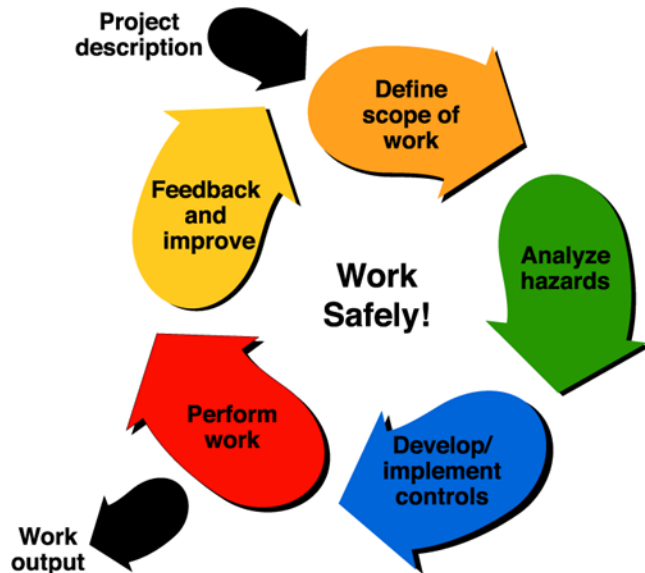 Project
description
Define
scope of
work
Analyze
hazards
Develop/
implement
controls
Perform
work
Work
output
Feedback
and
improve
Work
Safely!